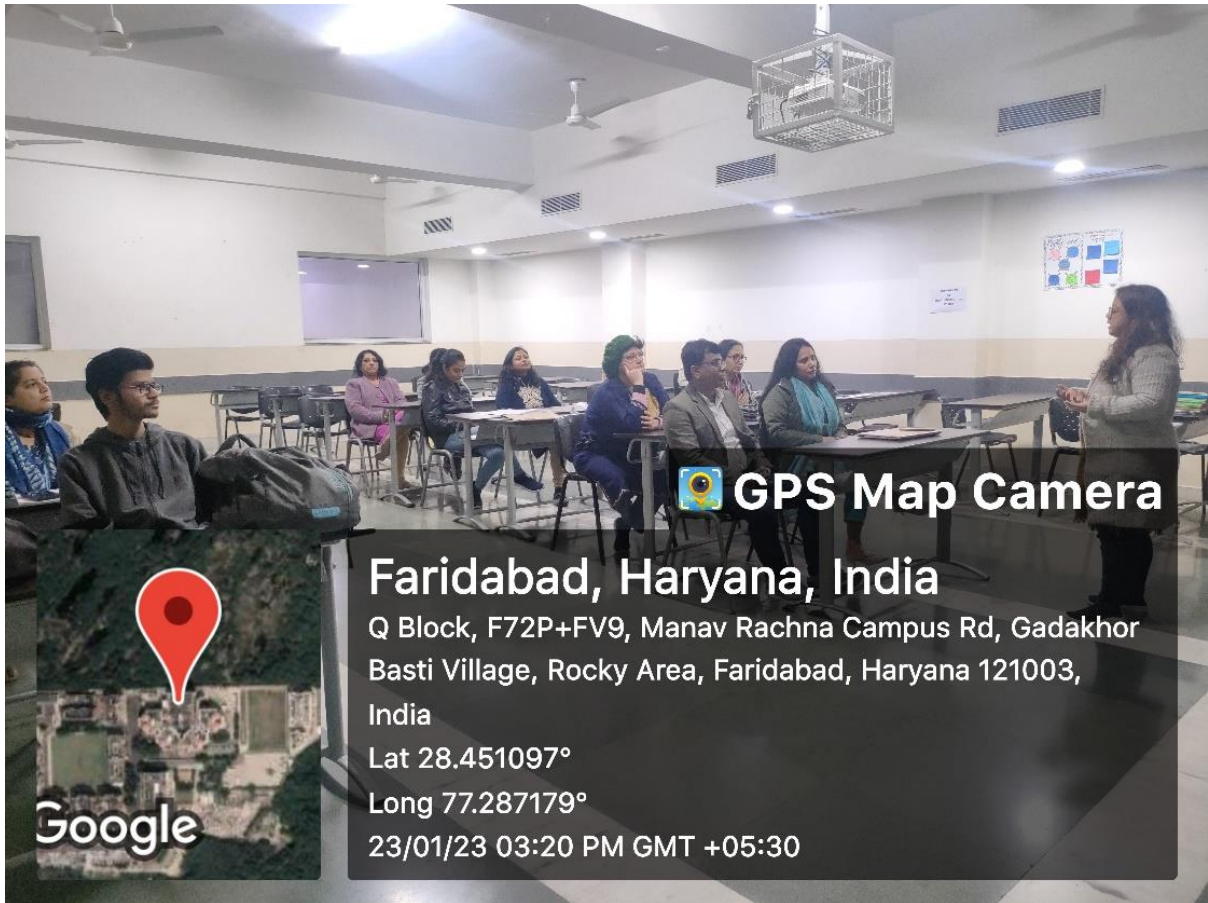 GPS Map Camera
Faridabad, Haryana, India
Q Block, F72P+FV9, Manav Rachna Campus Rd, Gadakhor
Basti Village, Rocky Area, Faridabad, Haryana 121003,
India
Lat 28.451097°
Long 77.287179°
23/01/23 03:20 PM GMT +05:30
Google